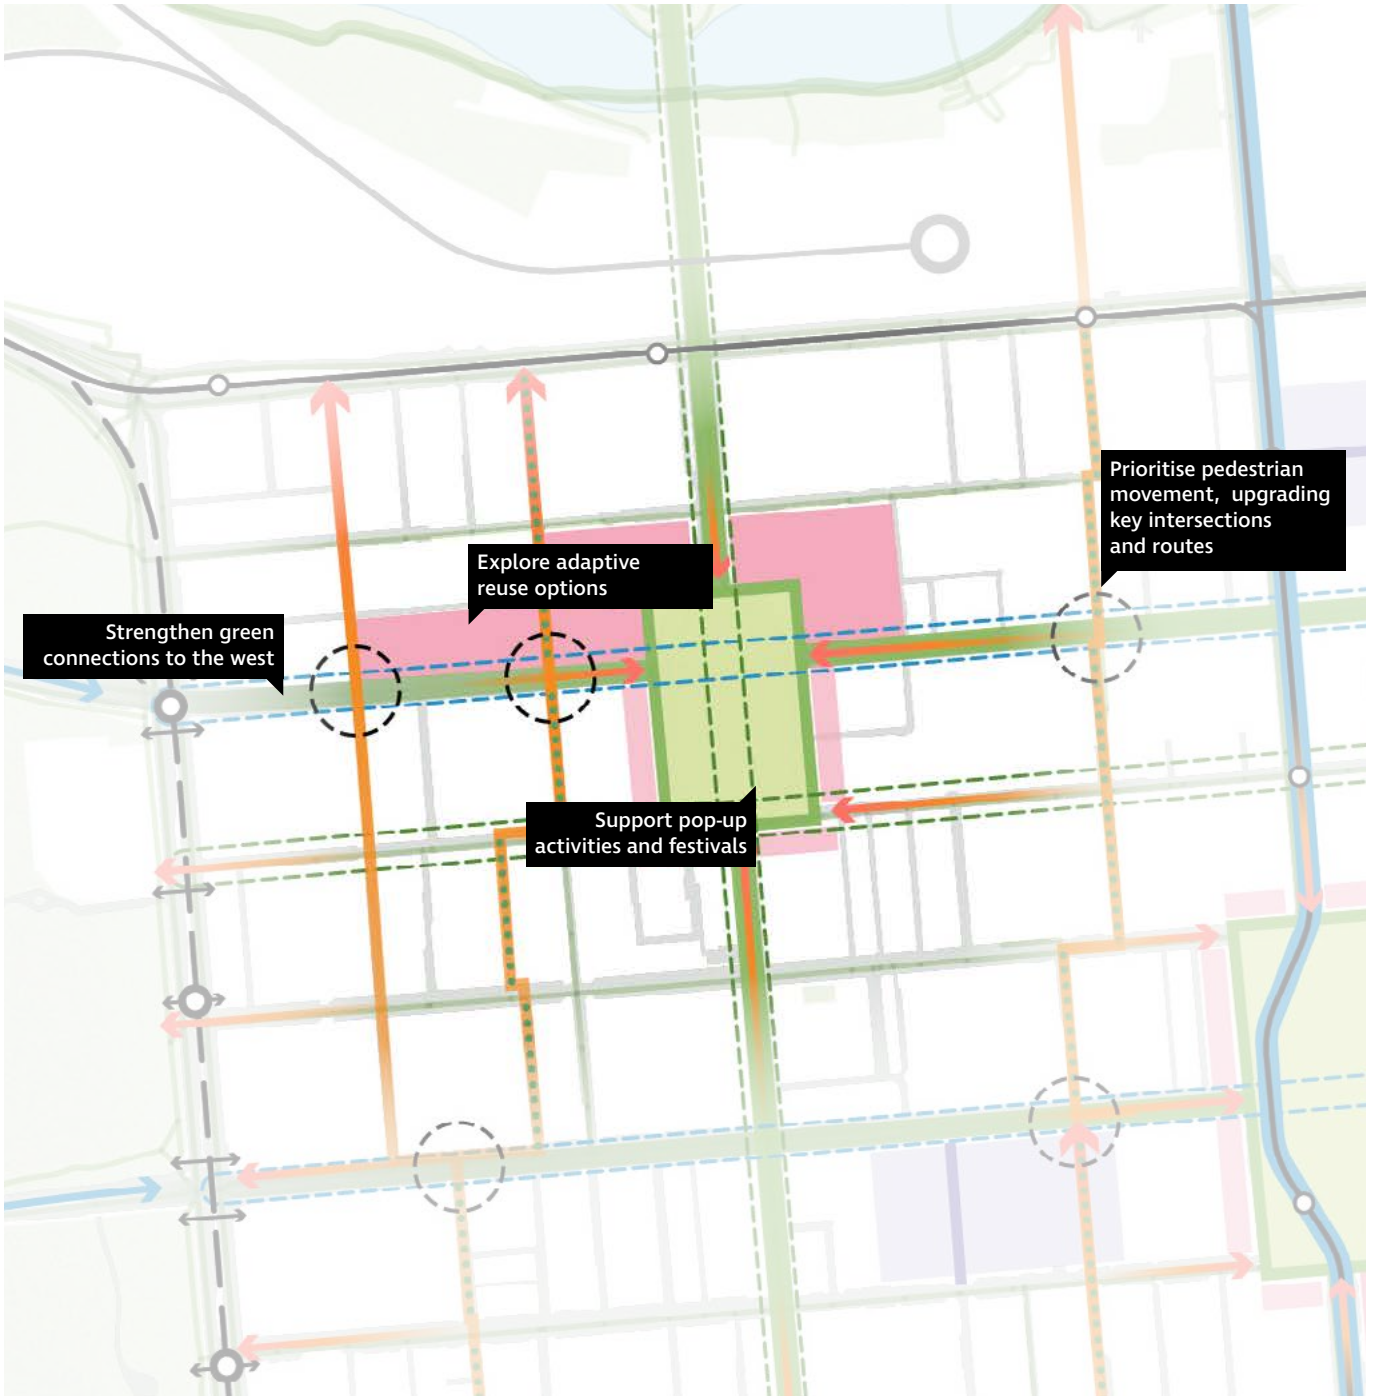 Prioritise pedestrian
movement, upgrading
key intersections
and routes
Explore adaptive
reuse options
Strengthen green
connections to the west
Support pop-up
activities and festivals